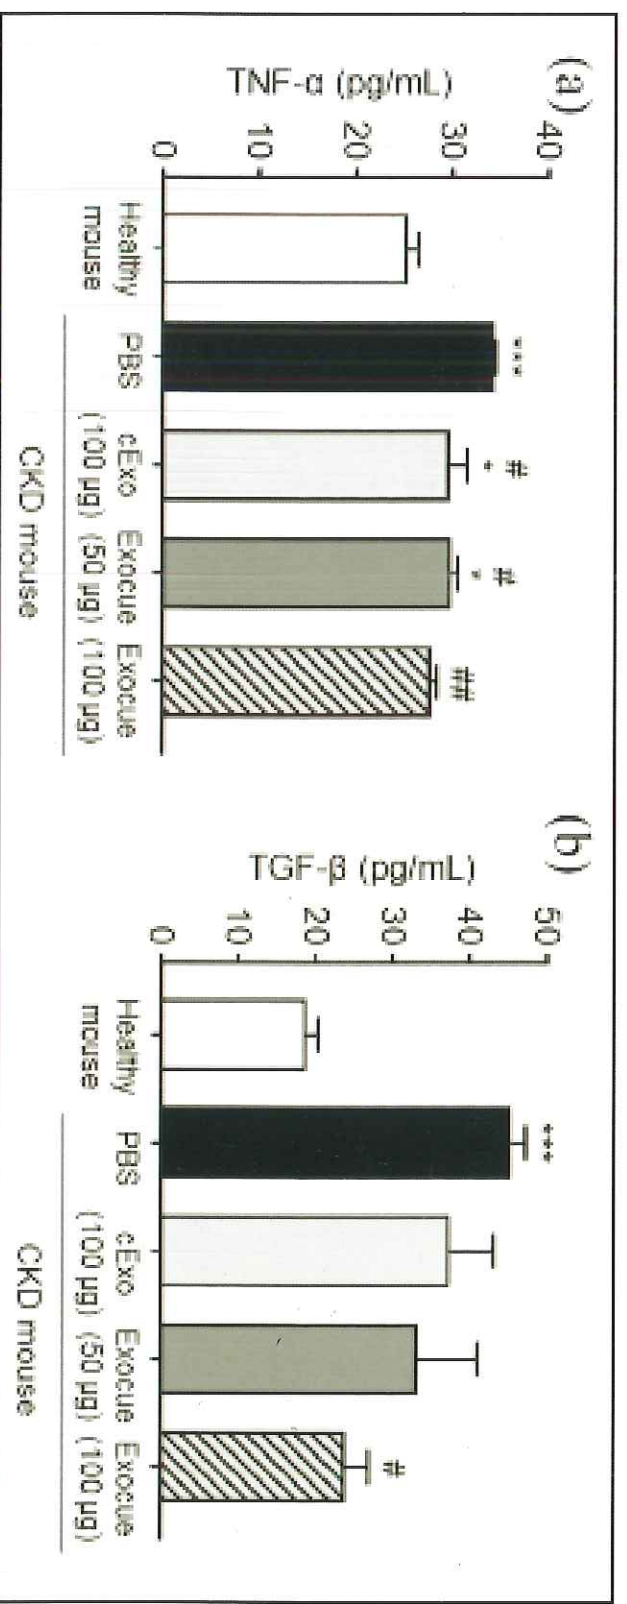 (a)
TNF-α (pg/mL)
40
30
20
10
0
***
*
#
*
#
##
Healthy
mouse
PBS
cExo
(100 µg)
Exocue
(50 µg)
Exocue
(100 µg)
CKD mouse
(b)
TGF-β (pg/mL)
50
40
30
20
10
0
***
#
Healthy
mouse
PBS
cExo
(100 µg)
Exocue
(50 µg)
Exocue
(100 µg)
CKD mouse